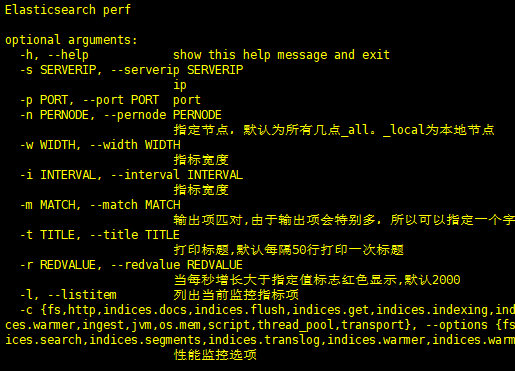 Elasticsearch perf
optional arguments:
-h, --help show this help message and exit
-s SERVERIP, --serverip SERVERIP
ip
-p PORT, --port PORT port
-n PERNODE, --pernode PERNODE
指定节点，默认为所有几点_all。_local为本地节点
-w WIDTH, --width WIDTH
指标宽度
-i INTERVAL, --interval INTERVAL
指标宽度
-m MATCH, --match MATCH
输出项匹对,由于输出项会特别多，所以可以指定一个字
-t TITLE, --title TITLE
打印标题,默认每隔50行打印一次标题
-r REDVALUE, --redvalue REDVALUE
当每秒增长大于指定值标志红色显示,默认2000
-l, --listitem 列出当前监控指标项
-c {fs,http,indices.docs,indices.flush,indices.get,indices.indexing,ind
ces.warmer,ingest,jvm,os.mem,script,thread_pool,transport}, --options {fs
ices.search,indices.segments,indices.translog,indices.warmer,indices.warm
性能监控选项